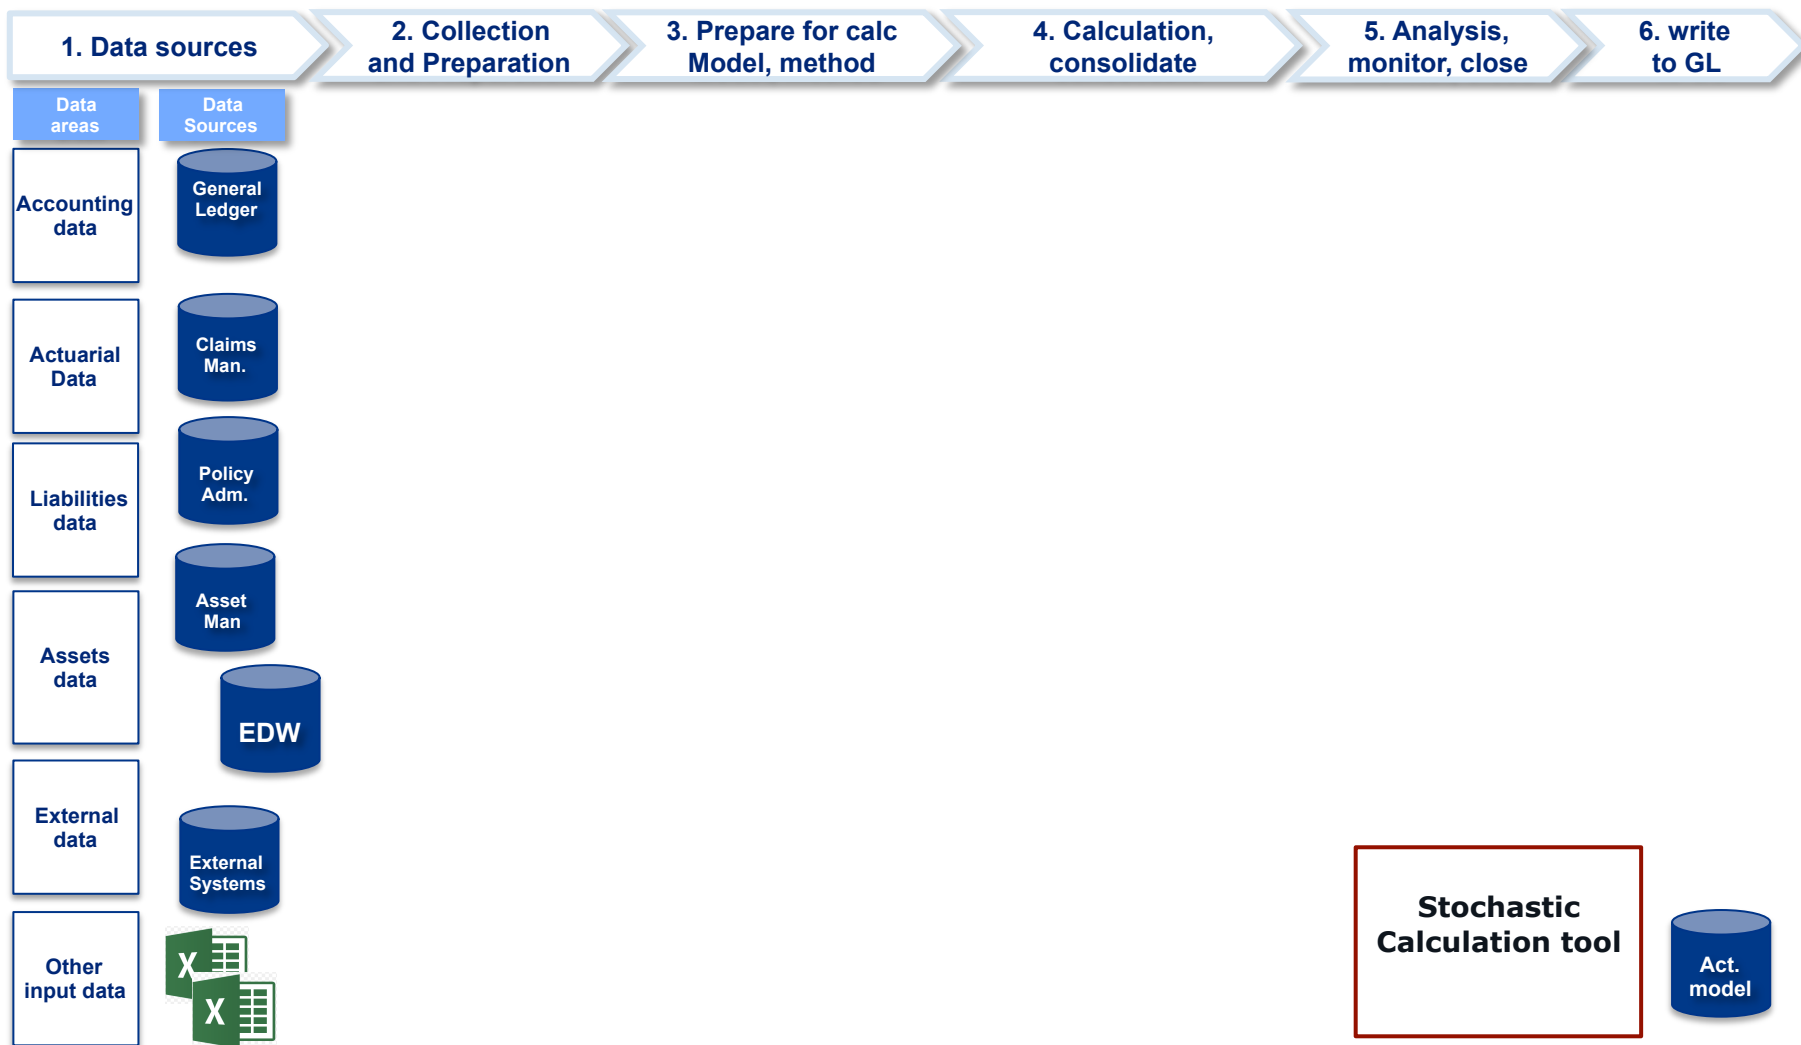 1. Data sources
2. Collection
and Preparation
3. Prepare for calc
Model, method
4. Calculation,
consolidate
5. Analysis,
monitor, close
6. write
to GL
Data
areas
Data
Sources
Accounting
data
General
Ledger
Actuarial
Data
Claims
Man.
Liabilities
data
Policy
Adm.
Assets
data
Asset
Man
EDW
External
data
External
Systems
Other
input data
X
X
Stochastic
Calculation tool
Act.
model